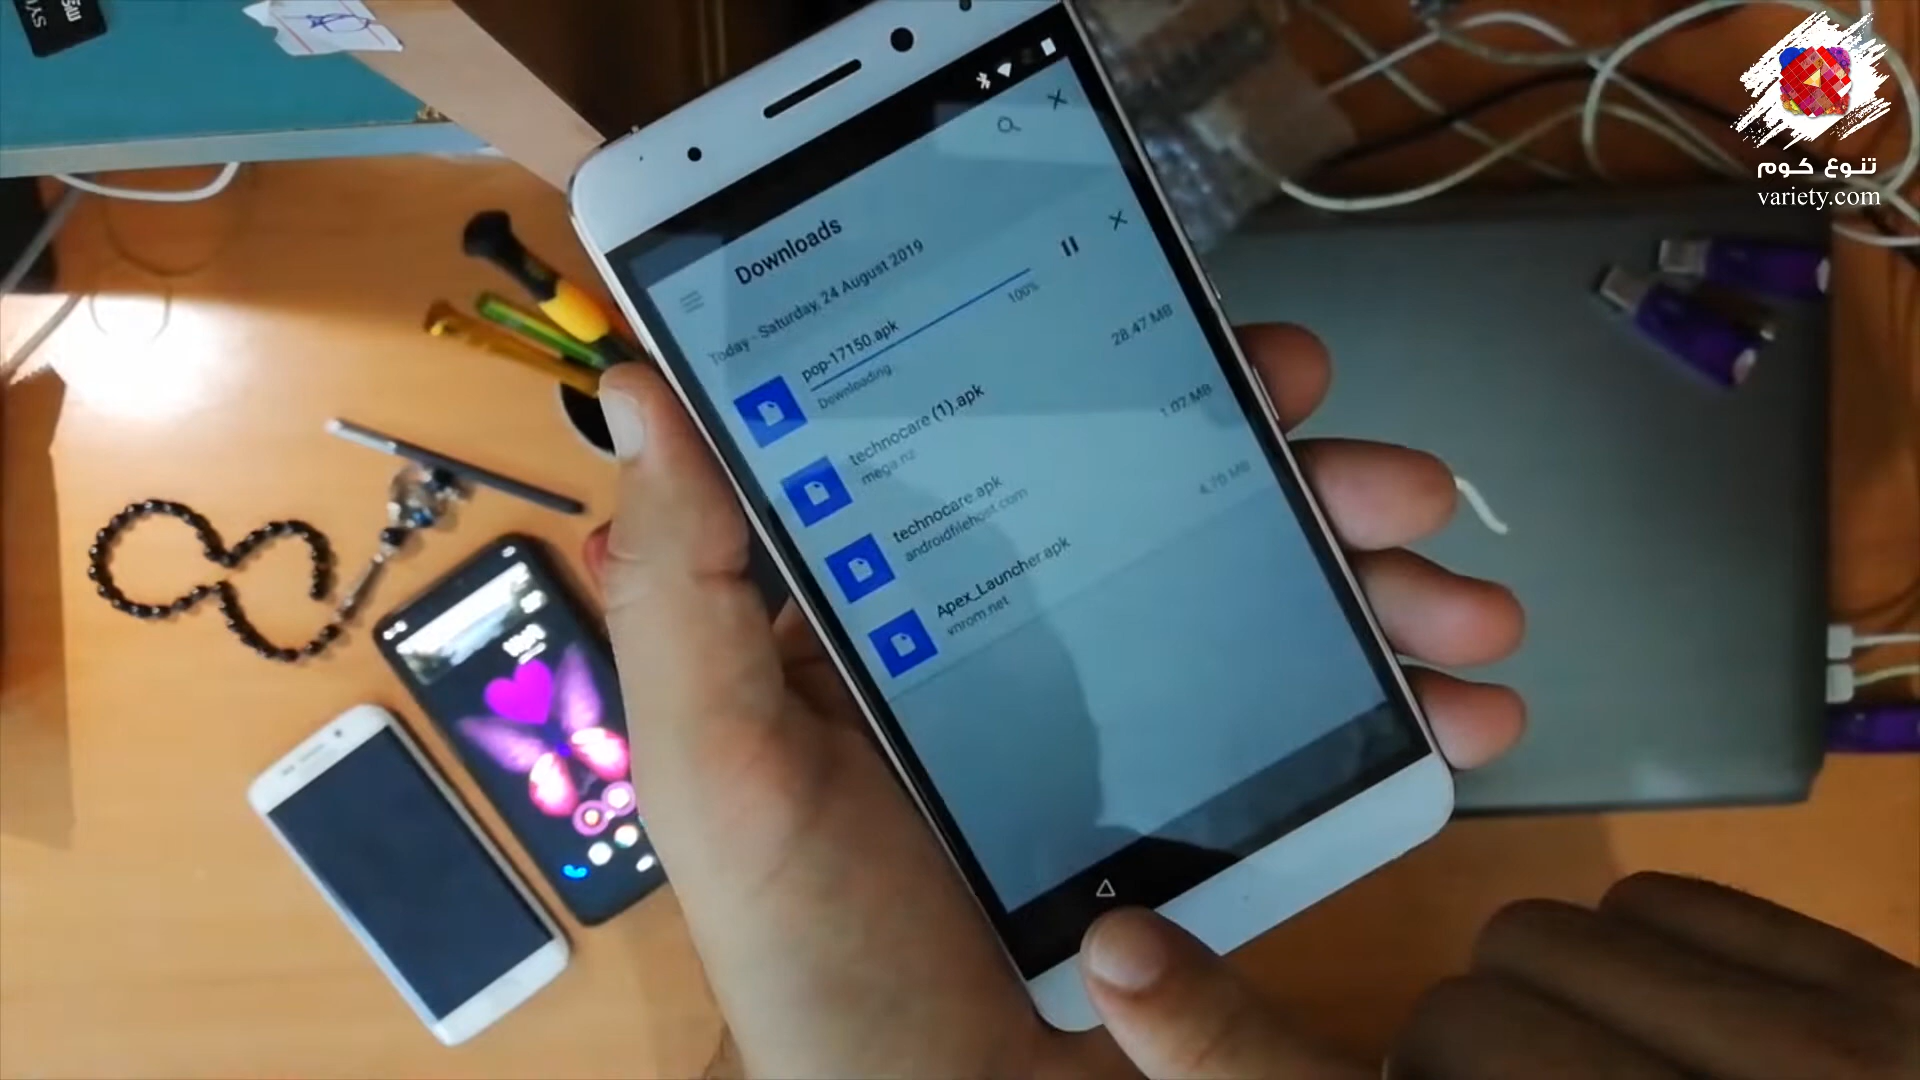 تنوع كوم
variety.com
Downloads
Today - Saturday, 24 August 2019
pop-17150.apk
100%
Downloading
technocare (1).apk
28.47 MB
mega.nz
technocare.apk
1.07 MB
androidfilehost.com
Apex_Launcher.apk
4.70 MB
vnrom.net